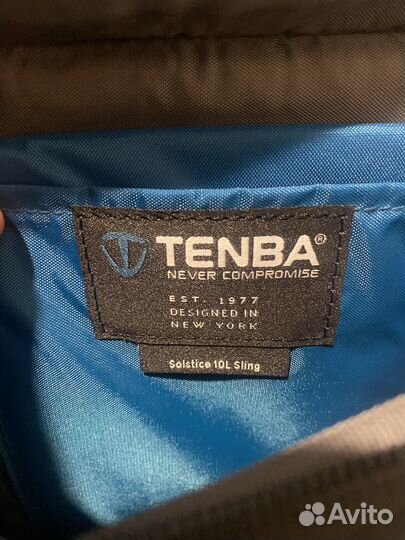 TENBA®
NEVER COMPROMISE
EST. 1977
DESIGNED IN
NEW YORK
Solstice 10L Sling
Avito